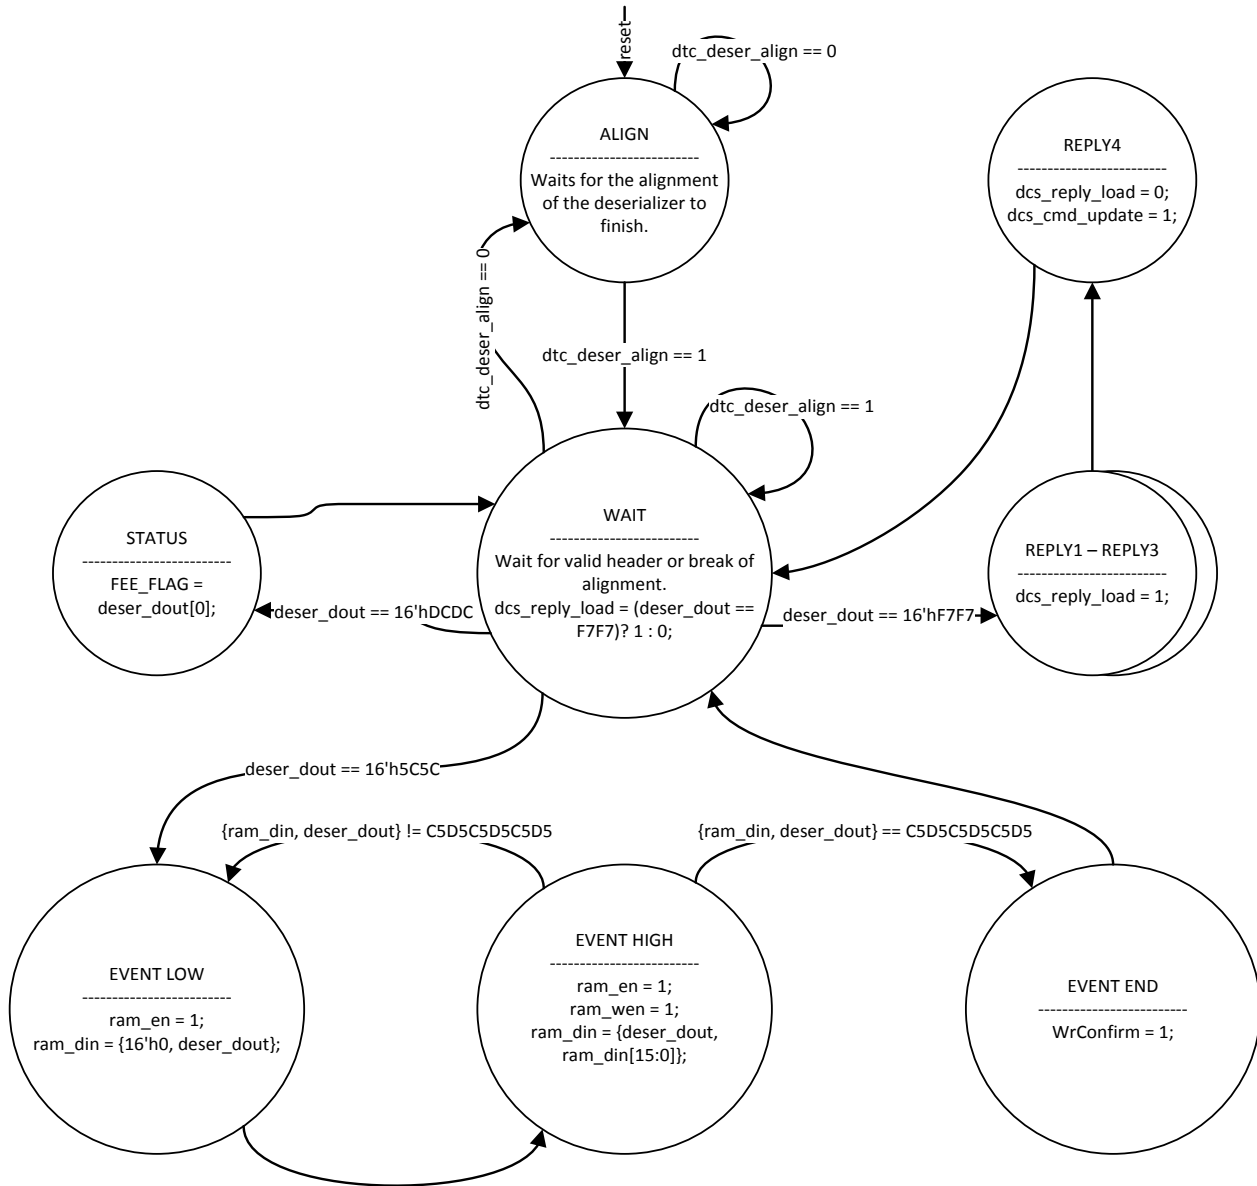 reset
dtc_deser_align == 0
ALIGN
-------------------------
Waits for the alignment
of the deserializer to
finish.
REPLY4
-------------------------
dcs_reply_load = 0;
dcs_cmd_update = 1;
dtc_deser_align == 0
dtc_deser_align == 1
dtc_deser_align == 1
STATUS
-------------------------
FEE_FLAG =
deser_dout[0];
WAIT
-------------------------
Wait for valid header or break of
alignment.
dcs_reply_load = (deser_dout ==
F7F7)? 1 : 0;
REPLY1 – REPLY3
-------------------------
dcs_reply_load = 1;
deser_dout == 16'hDCDC
deser_dout == 16'hF7F7
deser_dout == 16'h5C5C
{ram_din, deser_dout} != C5D5C5D5C5D5
{ram_din, deser_dout} == C5D5C5D5C5D5
EVENT LOW
-------------------------
ram_en = 1;
ram_din = {16'h0, deser_dout};
EVENT HIGH
-------------------------
ram_en = 1;
ram_wen = 1;
ram_din = {deser_dout,
ram_din[15:0]};
EVENT END
-------------------------
WrConfirm = 1;